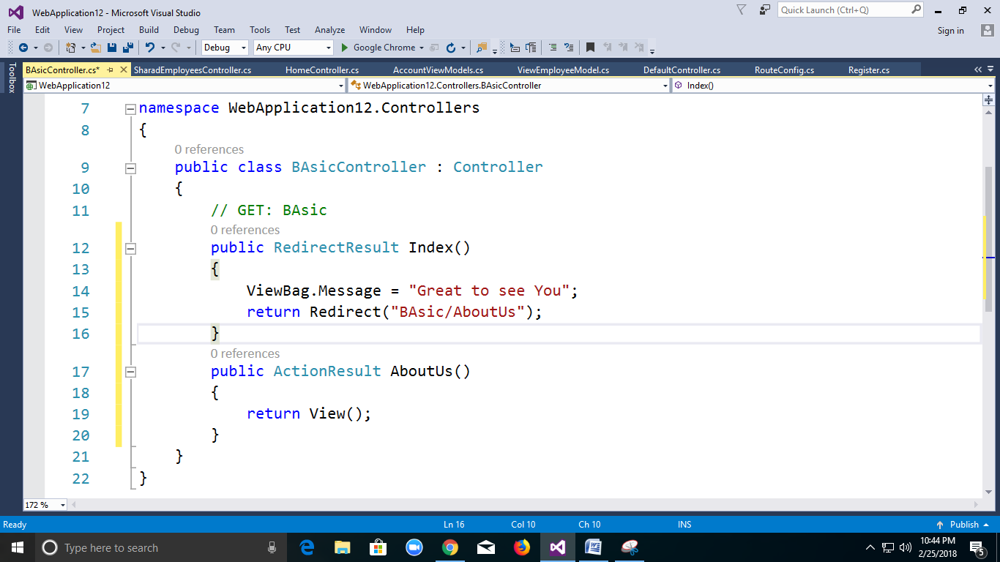 WebApplication12 - Microsoft Visual Studio
Quick Launch (Ctrl+Q)
File Edit View Project Build Debug Team Tools Test Analyze Window Help
Sign in
Debug Any CPU Google Chrome
Toolbox
BAsicController.cs* SharadEmployeesController.cs HomeController.cs AccountViewModels.cs ViewEmployeeModel.cs DefaultController.cs RouteConfig.cs Register.cs
WebApplication12 WebApplication12.Controllers.BAsicController Index()
7 namespace WebApplication12.Controllers
8 {
0 references
9 public class BAsicController : Controller
10 {
11 // GET: BAsic
0 references
12 public RedirectResult Index()
13 {
14 ViewBag.Message = "Great to see You";
15 return Redirect("BAsic/AboutUs");
16 }
0 references
17 public ActionResult AboutUs()
18 {
19 return View();
20 }
21 }
22 }
172 %
Ready Ln 16 Col 10 Ch 10 INS Publish
Type here to search
10:44 PM
2/25/2018
5